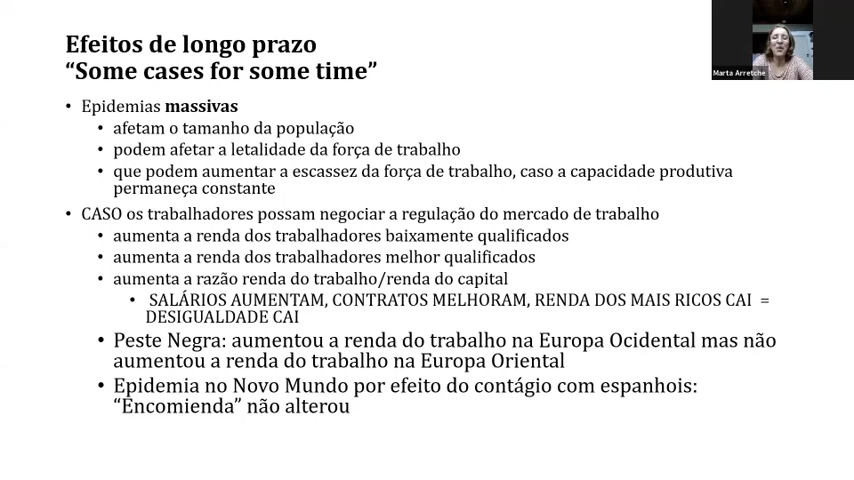 Efeitos de longo prazo
“Some cases for some time”
Marta Arretche
• Epidemias massivas
• afetam o tamanho da população
• podem afetar a letalidade da força de trabalho
• que podem aumentar a escassez da força de trabalho, caso a capacidade produtiva
permaneça constante
• CASO os trabalhadores possam negociar a regulação do mercado de trabalho
• aumenta a renda dos trabalhadores baixamente qualificados
• aumenta a renda dos trabalhadores melhor qualificados
• aumenta a razão renda do trabalho/renda do capital
• SALÁRIOS AUMENTAM, CONTRATOS MELHORAM, RENDA DOS MAIS RICOS CAI =
DESIGUALDADE CAI
• Peste Negra: aumentou a renda do trabalho na Europa Ocidental mas não
aumentou a renda do trabalho na Europa Oriental
• Epidemia no Novo Mundo por efeito do contágio com espanhois:
“Encomienda” não alterou